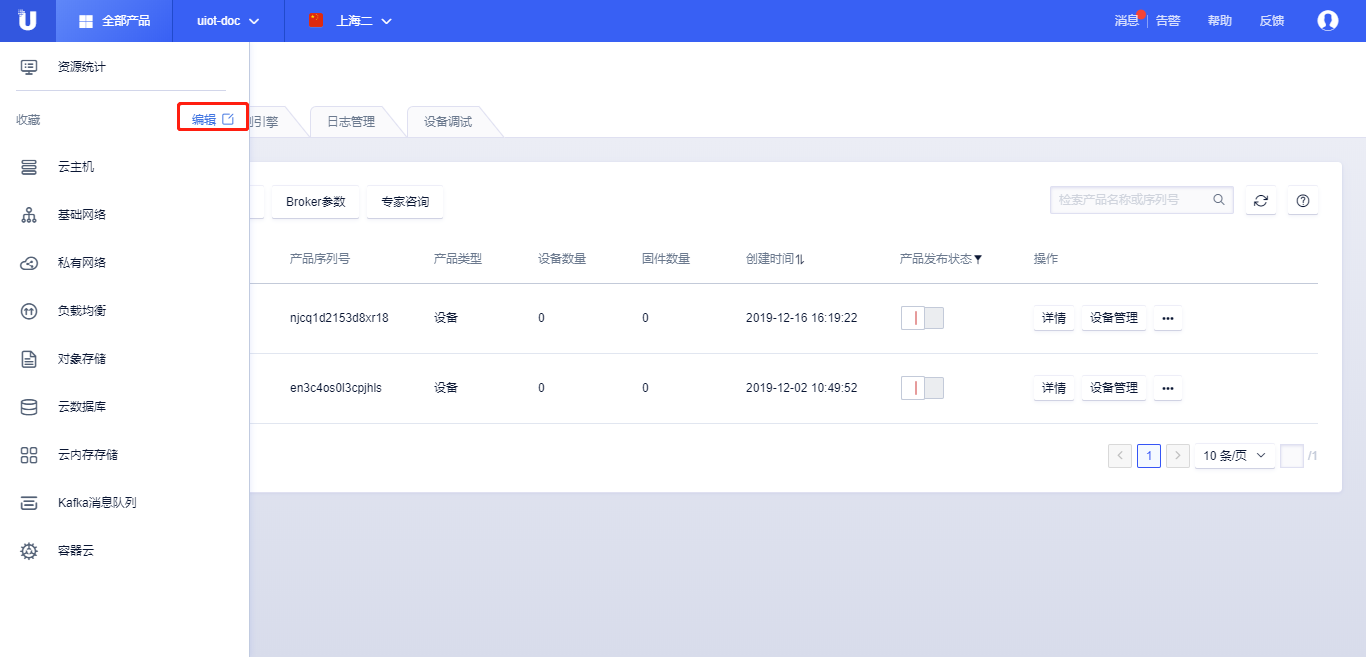 U 全部产品 uiot-doc 上海二 消息 告警 帮助 反馈
资源统计
收藏 编辑
引擎 日志管理 设备调试
云主机
基础网络
私有网络
负载均衡
对象存储
云数据库
云内存存储
Kafka消息队列
容器云
Broker参数 专家咨询 检索产品名称或序列号
产品序列号 产品类型 设备数量 固件数量 创建时间 产品发布状态 操作
njcq1d2153d8xr18 设备 0 0 2019-12-16 16:19:22 详情 设备管理 •••
en3c4os0l3cpjhls 设备 0 0 2019-12-02 10:49:52 详情 设备管理 •••
1 10 条/页 /1